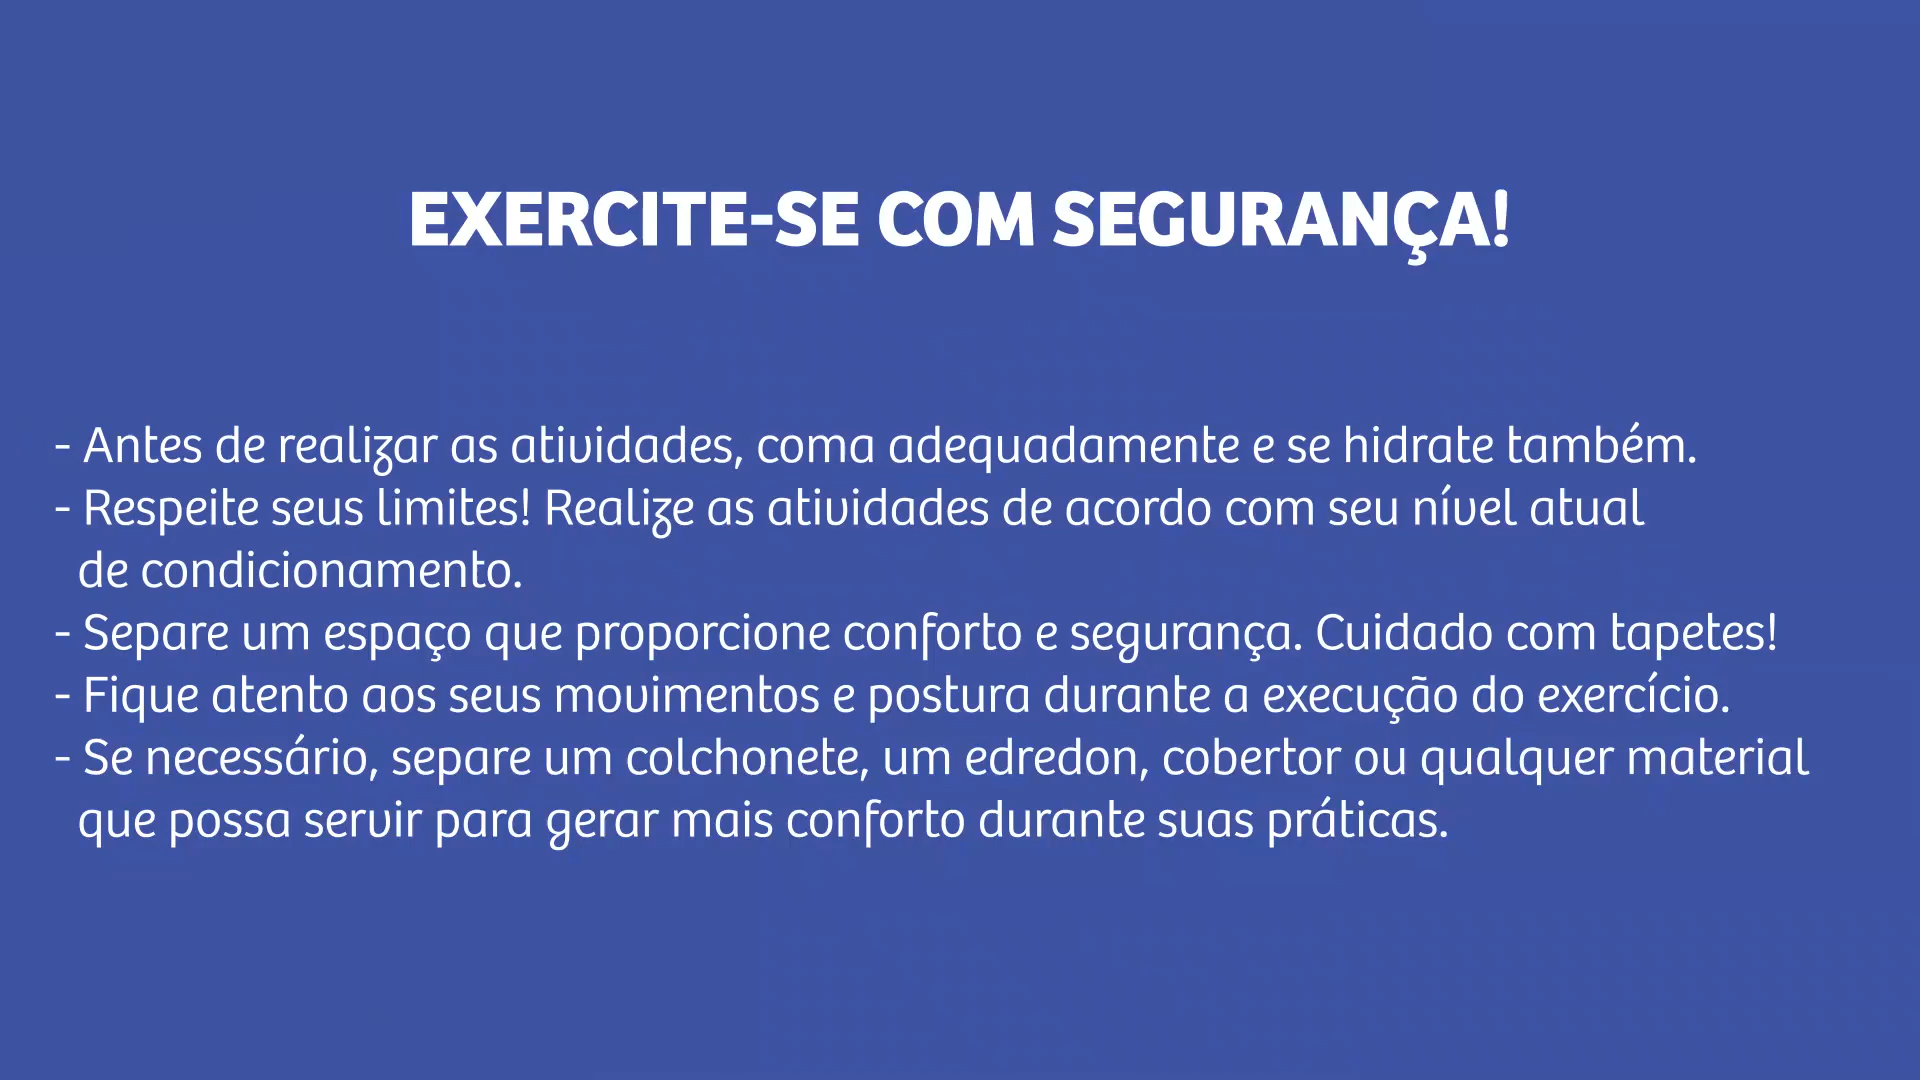 EXERCITE-SE COM SEGURANÇA!
- Antes de realizar as atividades, coma adequadamente e se hidrate também.
- Respeite seus limites! Realize as atividades de acordo com seu nível atual
de condicionamento.
- Separe um espaço que proporcione conforto e segurança. Cuidado com tapetes!
- Fique atento aos seus movimentos e postura durante a execução do exercício.
- Se necessário, separe um colchonete, um edredon, cobertor ou qualquer material
que possa servir para gerar mais conforto durante suas práticas.